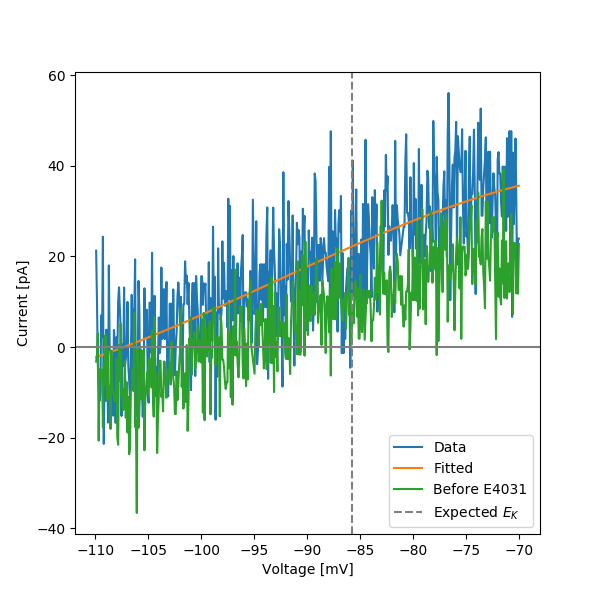 60
40
20
0
−20
−40
Current [pA]
Data
Fitted
Before E4031
Expected E_K
−110
−105
−100
−95
−90
−85
−80
−75
−70
Voltage [mV]